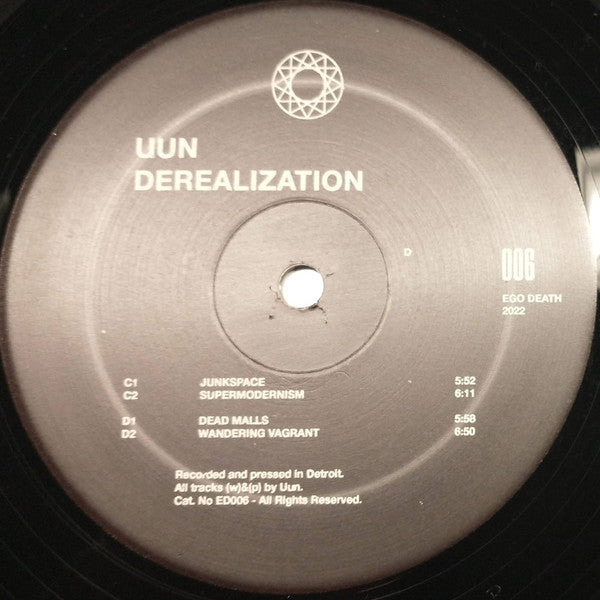 UUN
DEREALIZATION
D
006
EGO DEATH
2022
C1 JUNKSPACE 5:52
C2 SUPERMODERNISM 6:11
D1 DEAD MALLS 5:58
D2 WANDERING VAGRANT 6:50
Recorded and pressed in Detroit.
All tracks (w)&(p) by Uun.
Cat. No ED006 - All Rights Reserved.